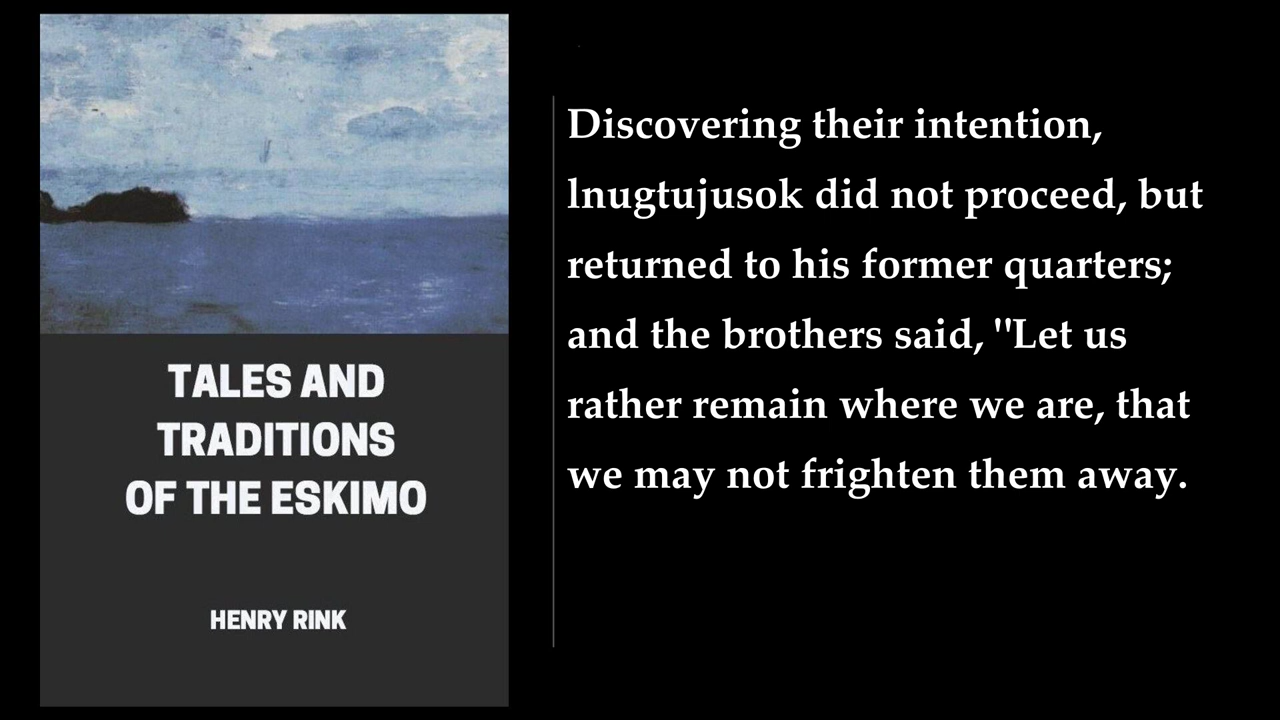 TALES AND
TRADITIONS
OF THE ESKIMO
HENRY RINK
Discovering their intention,
lnugtujusok did not proceed, but
returned to his former quarters;
and the brothers said, "Let us
rather remain where we are, that
we may not frighten them away.